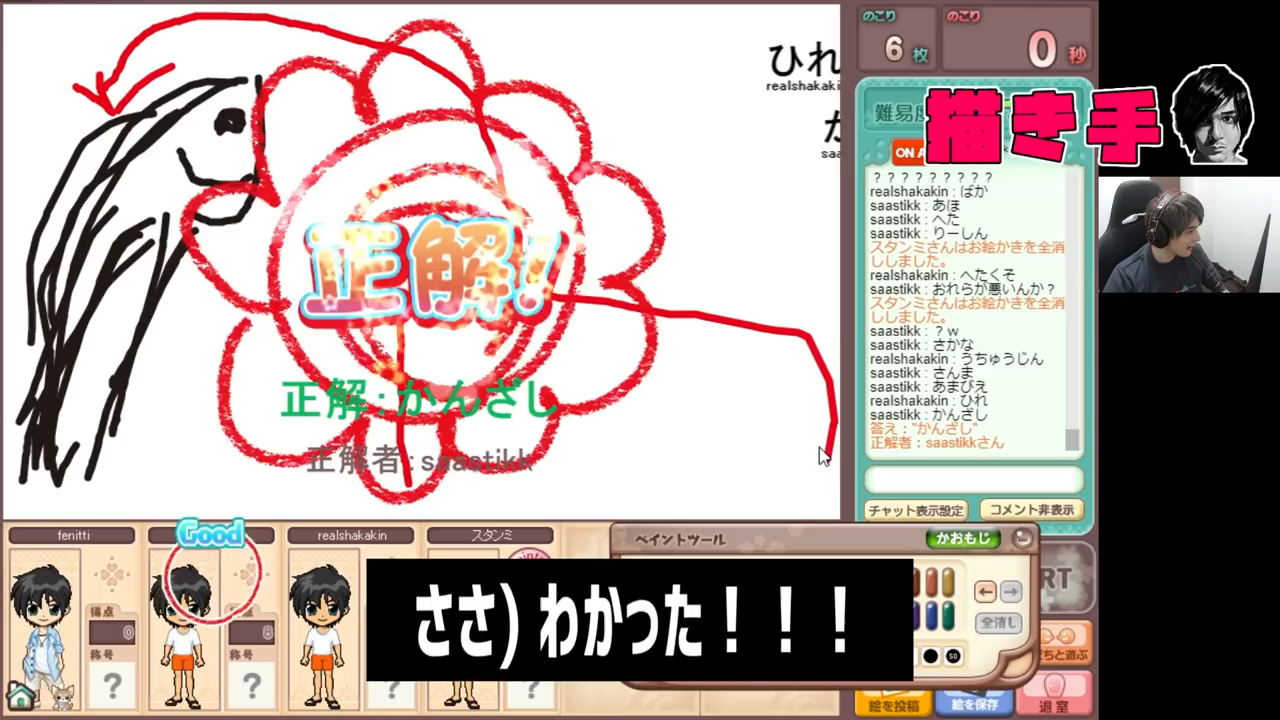 ひれ
realshakaki
か
saa
正解!
正解:かんざし
正解者:saastikk
のこり
6枚
のこり
0秒
難易度
描き手
ON A
？？？？？？？？？
realshakakin : ばか
saastikk : あほ
saastikk : へた
saastikk : りーしん
スタンミさんはお絵かきを全消
ししました。
realshakakin : へたくそ
saastikk : おれらが悪いんか？
スタンミさんはお絵かきを全消
ししました。
saastikk : ？w
saastikk : さかな
realshakakin : うちゅうじん
saastikk : さんま
saastikk : あまびえ
realshakakin : ひれ
saastikk : かんざし
答え："かんざし"
正解者：saastikkさん
チャット表示設定
コメント非表示
fenitti
Good
realshakakin
スタンミ
得点
0
称号
?
8
称号
?
?
?
ペイントツール
かおもじ
全消し
50
RT
ちと遊ぶ
絵を投稿
絵を保存
退室
ささ) わかった！！！